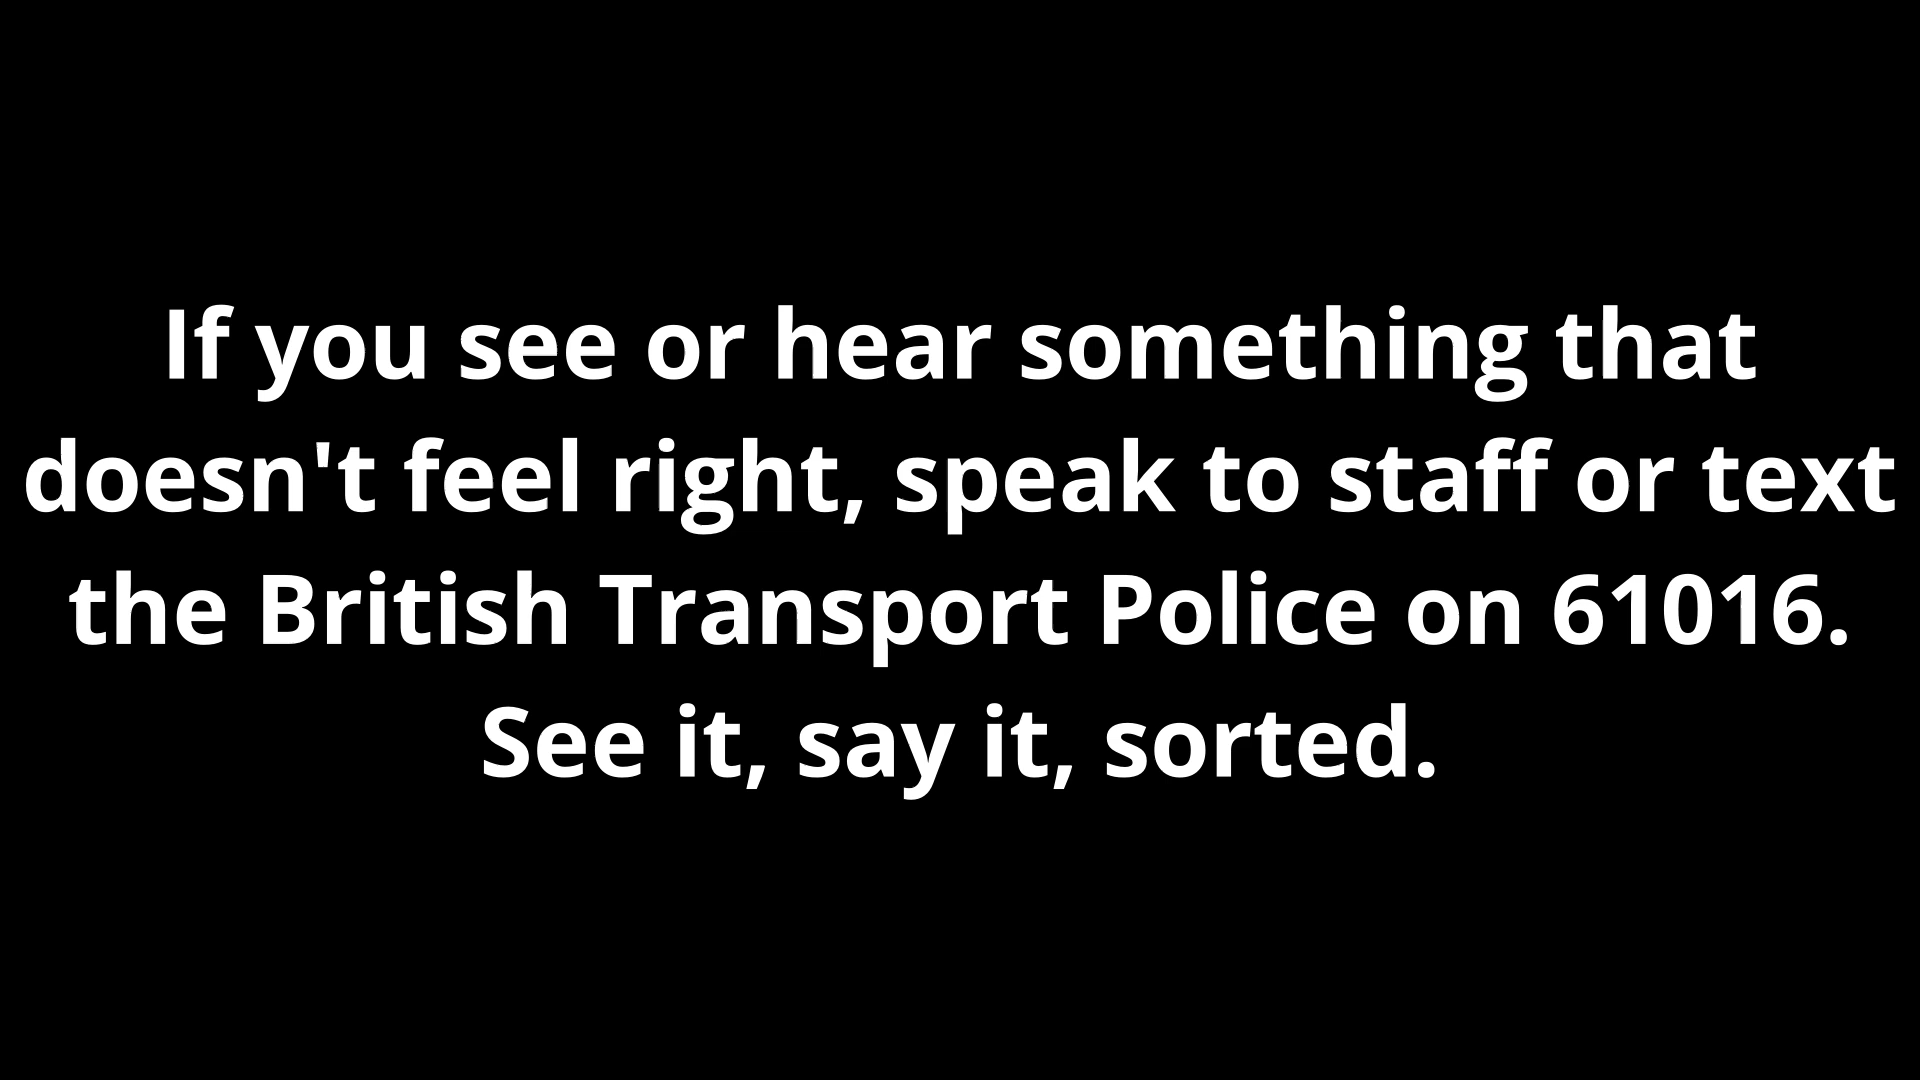 If you see or hear something that
doesn't feel right, speak to staff or text
the British Transport Police on 61016.
See it, say it, sorted.